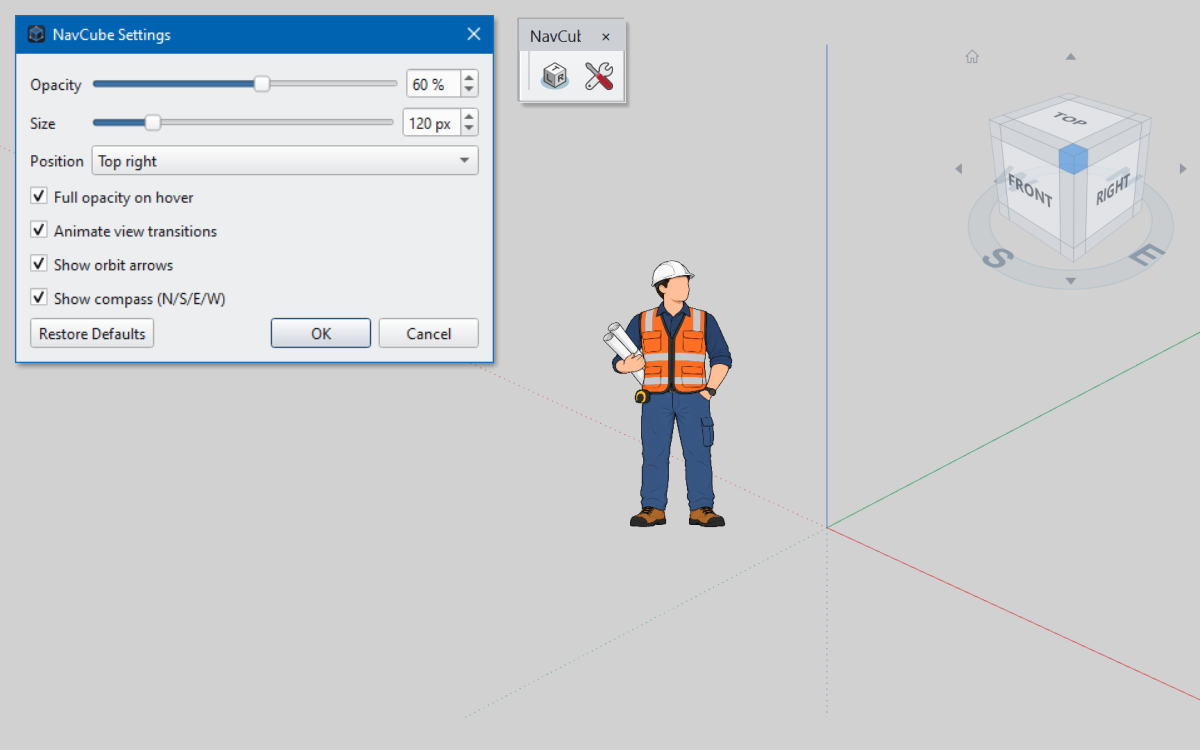 NavCube Settings
Opacity
60 %
Size
120 px
Position
Top right
Full opacity on hover
Animate view transitions
Show orbit arrows
Show compass (N/S/E/W)
Restore Defaults
OK
Cancel
NavCub
T
L
R
TOP
FRONT
RIGHT
S
E